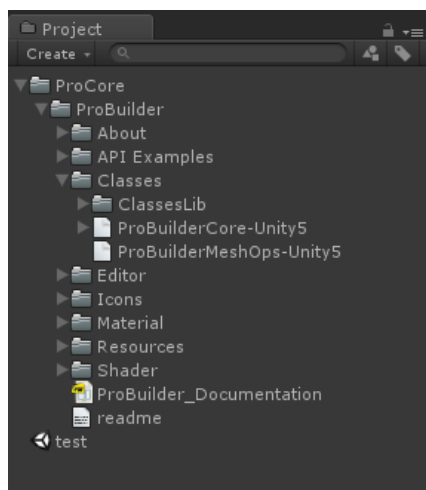 Project
Create
ProCore
ProBuilder
About
API Examples
Classes
ClassesLib
ProBuilderCore-Unity5
ProBuilderMeshOps-Unity5
Editor
Icons
Material
Resources
Shader
ProBuilder_Documentation
readme
test